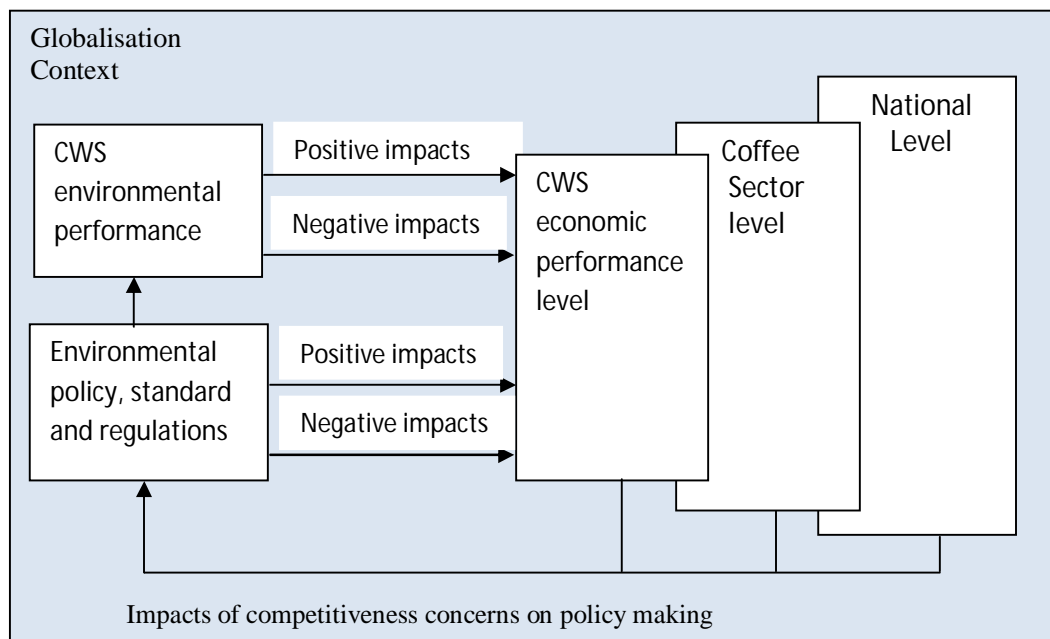 Globalisation
Context
CWS
environmental
performance
Positive impacts
Negative impacts
Environmental
policy, standard
and regulations
Positive impacts
Negative impacts
CWS
economic
performance
level
Coffee
Sector
level
National
Level
Impacts of competitiveness concerns on policy making